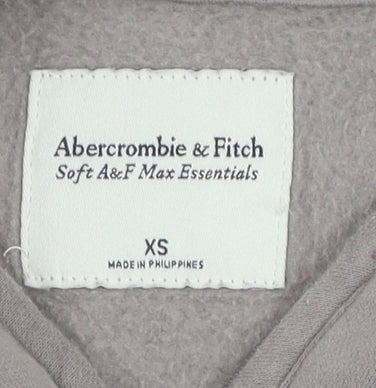 Abercrombie & Fitch
Soft A&F Max Essentials
XS
MADE IN PHILIPPINES